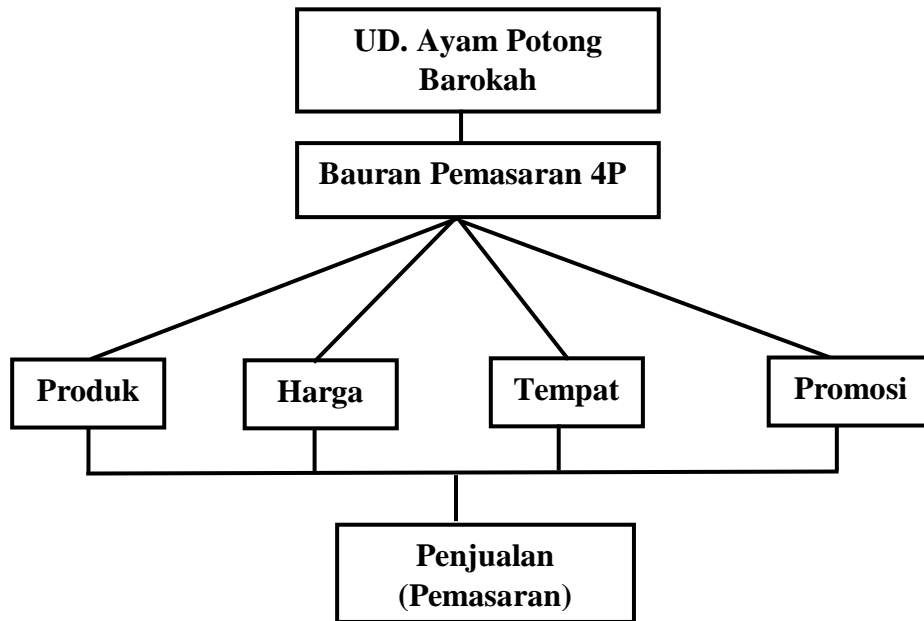 UD. Ayam Potong
Barokah
Bauran Pemasaran 4P
Produk
Harga
Tempat
Promosi
Penjualan
(Pemasaran)